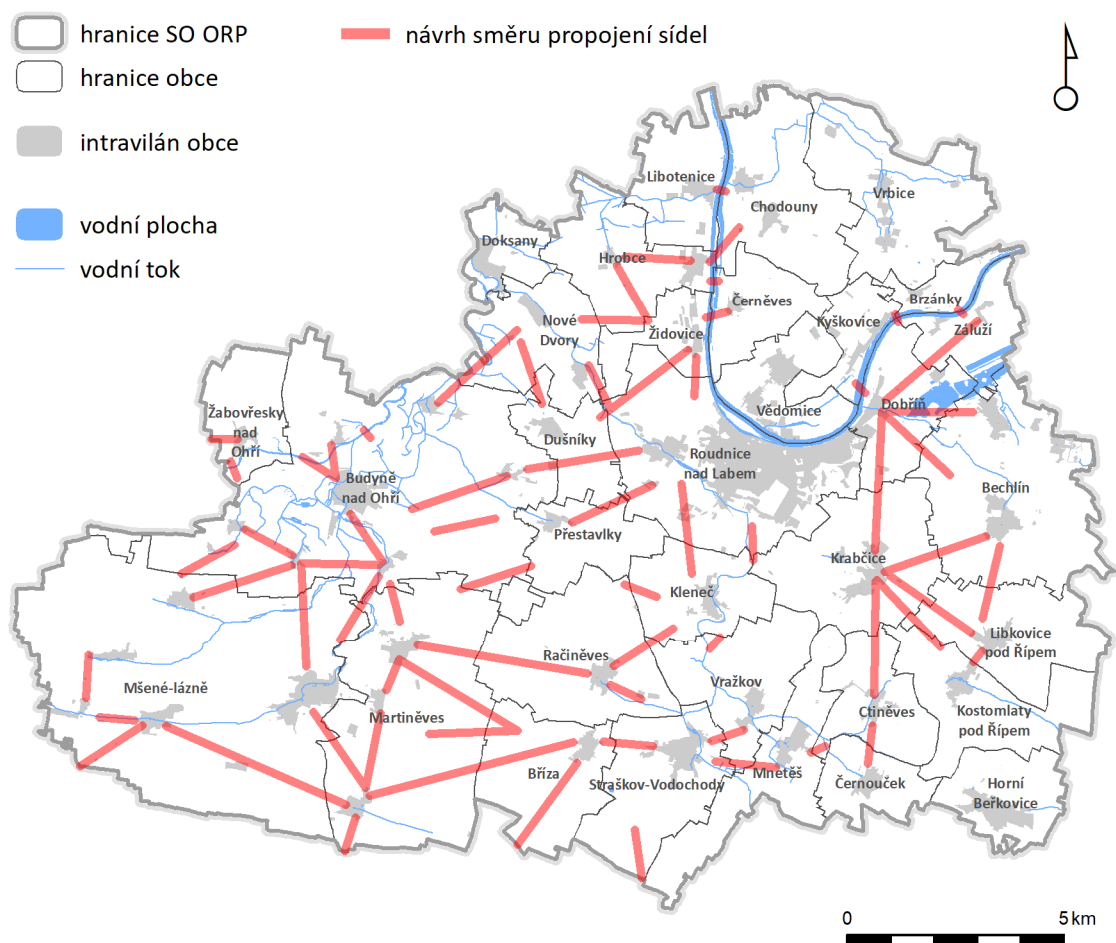 hranice SO ORP
návrh směru propojení sídel
hranice obce
intravilán obce
vodní plocha
vodní tok
Libotenice
Vrbice
Chodouny
Doksany
Hrobce
Černěves
Brzánky
Nové
Dvory
Židovice
Kyškovice
Záluží
Žabovřesky
nad
Ohří
Dušníky
Vědomice
Dobříň
Roudnice
nad Labem
Budyně
nad Ohří
Bechlín
Přestavlky
Krabčice
Kleneč
Libkovice
pod Řípem
Račiněves
Mšené-lázně
Vražkov
Martiněves
Ctiněves
Kostomlaty
pod Řípem
Bříza
Straškov-Vodochody
Mnetěš
Černouček
Horní
Beřkovice
0
5 km